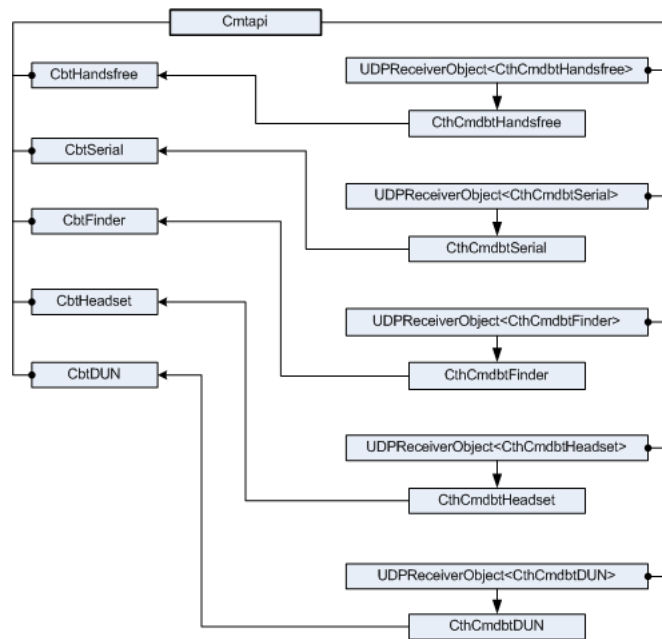 Cmtapi
CbtHandsfree
UDPReceiverObject<CthCmdbtHandsfree>
CthCmdbtHandsfree
CbtSerial
UDPReceiverObject<CthCmdbtSerial>
CthCmdbtSerial
CbtFinder
UDPReceiverObject<CthCmdbtFinder>
CthCmdbtFinder
CbtHeadset
CbtDUN
UDPReceiverObject<CthCmdbtHeadset>
CthCmdbtHeadset
UDPReceiverObject<CthCmdbtDUN>
CthCmdbtDUN